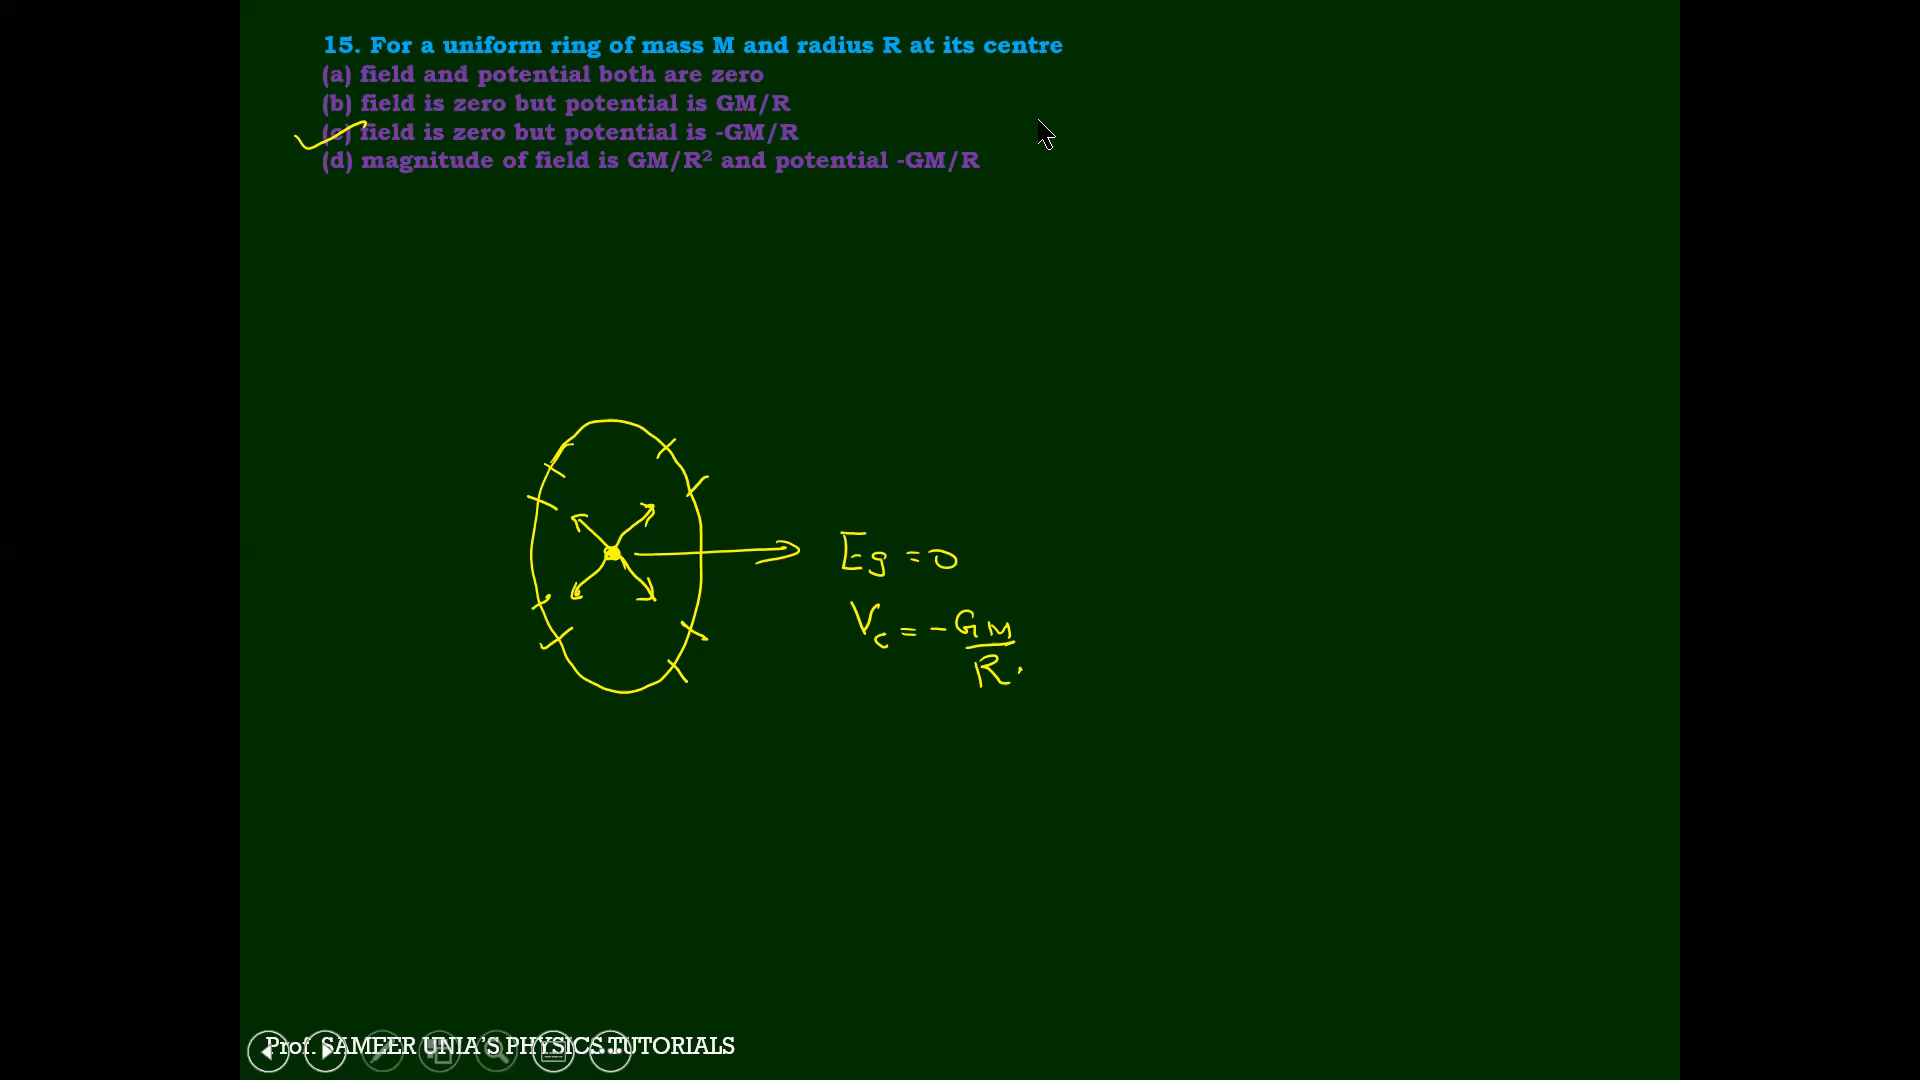 15. For a uniform ring of mass M and radius R at its centre
(a) field and potential both are zero
(b) field is zero but potential is GM/R
(c) field is zero but potential is -GM/R
(d) magnitude of field is GM/R² and potential -GM/R
Eg = 0
Vc = - GM/R.
Prof. SAMEER UNIA'S PHYSICS TUTORIALS